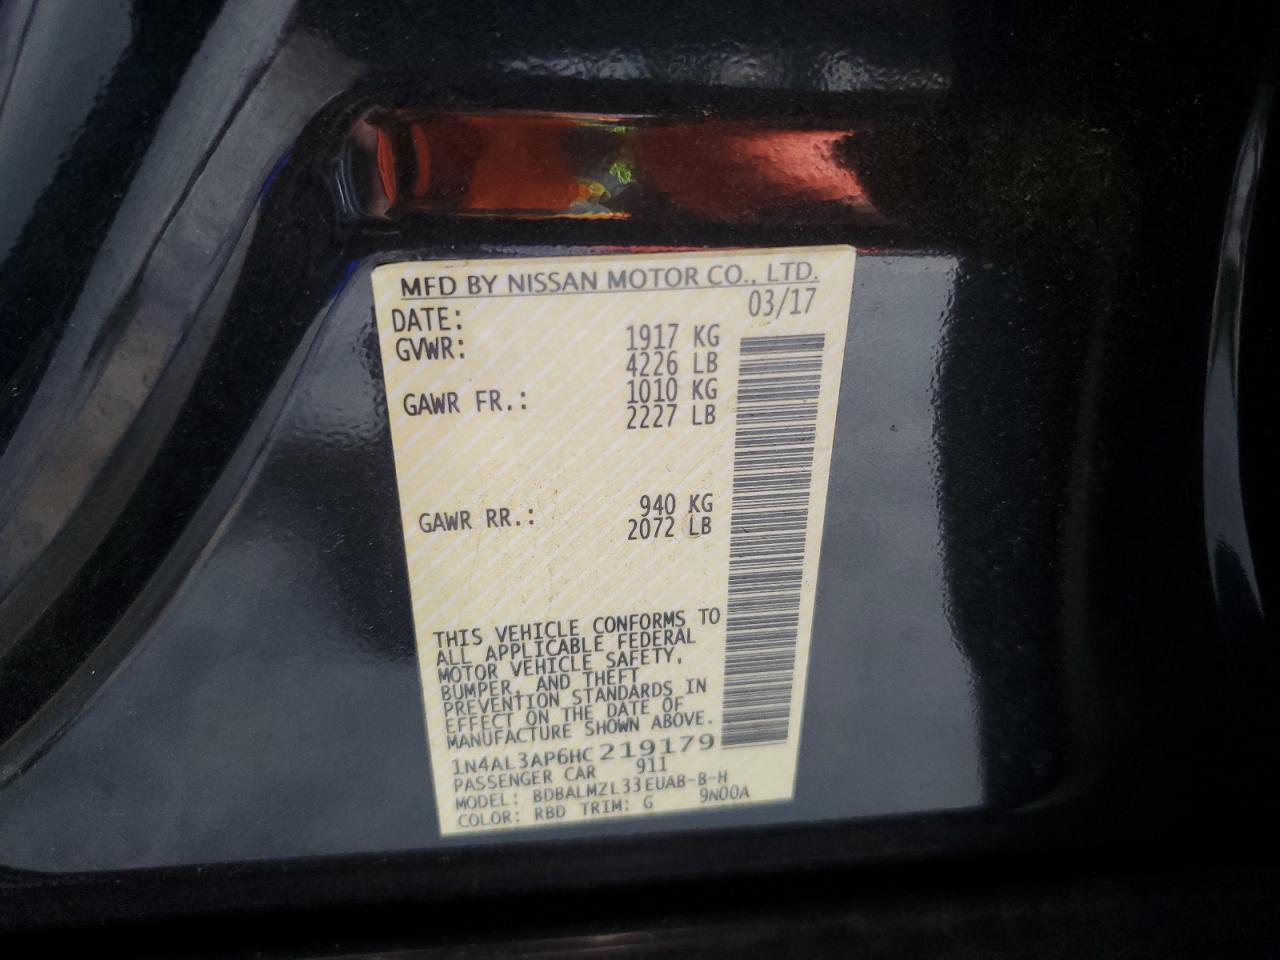 MFD BY NISSAN MOTOR CO., LTD.
DATE: 03/17
GVWR: 1917 KG
4226 LB
GAWR FR.: 1010 KG
2227 LB
GAWR RR.: 940 KG
2072 LB
THIS VEHICLE CONFORMS TO
ALL APPLICABLE FEDERAL
MOTOR VEHICLE SAFETY,
BUMPER, AND THEFT
PREVENTION STANDARDS IN
EFFECT ON THE DATE OF
MANUFACTURE SHOWN ABOVE.
1N4AL3AP6HC219179
PASSENGER CAR 911
MODEL: BDBALMZL33EUAB-B-H
COLOR: RBD TRIM: G 9N00A